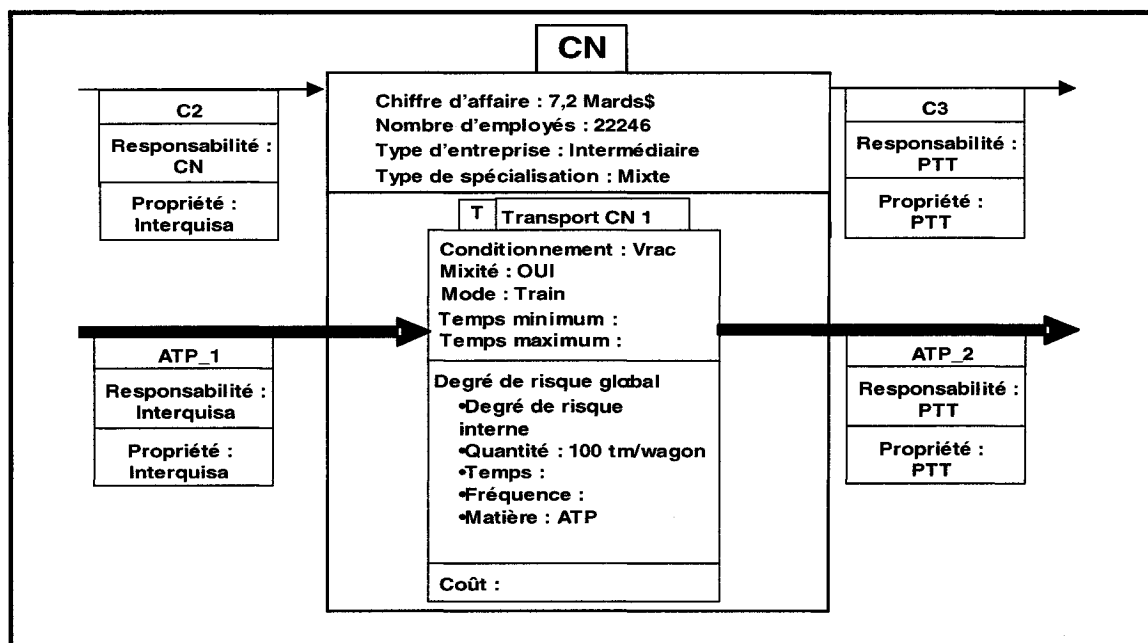 CN
Chiffre d'affaire : 7,2 Mards$
Nombre d'employés : 22246
Type d'entreprise : Intermédiaire
Type de spécialisation : Mixte
C2
Responsabilité :
CN
Propriété :
Interquisa
C3
Responsabilité :
PTT
Propriété :
PTT
T Transport CN 1
Conditionnement : Vrac
Mixité : OUI
Mode : Train
Temps minimum :
Temps maximum :
Degré de risque global
•Degré de risque
interne
•Quantité : 100 tm/wagon
•Temps :
•Fréquence :
•Matière : ATP
Coût :
ATP_1
Responsabilité :
Interquisa
Propriété :
Interquisa
ATP_2
Responsabilité :
PTT
Propriété :
PTT